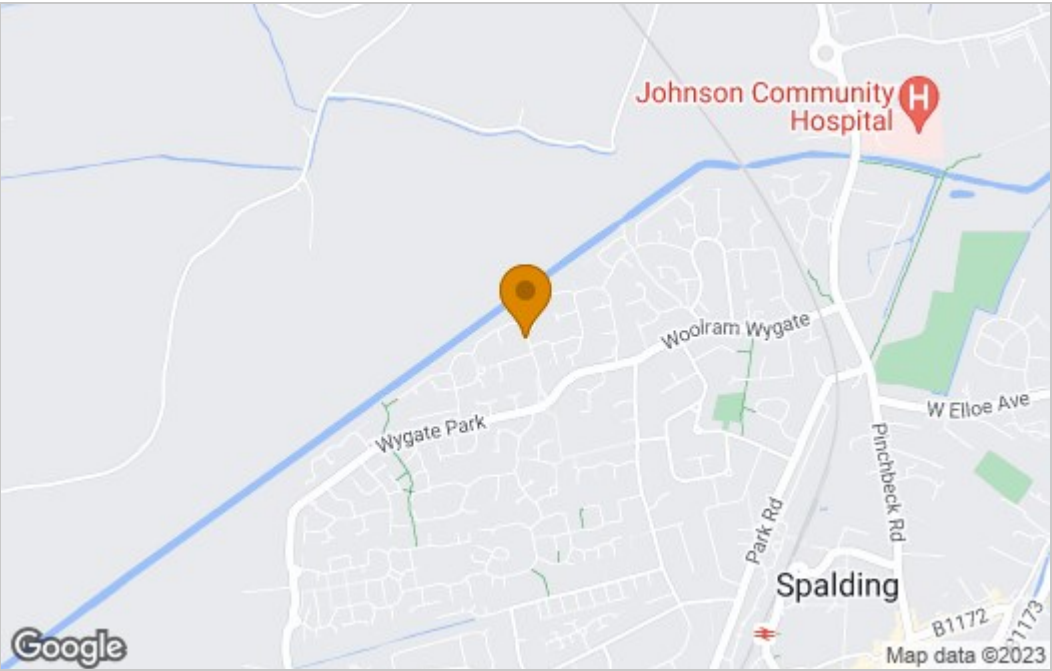 Johnson Community
Hospital
H
Woolram Wygate
W Elloe Ave
Wygate Park
Pinchbeck Rd
Park Rd
Spalding
B1172
Google
Map data ©2023